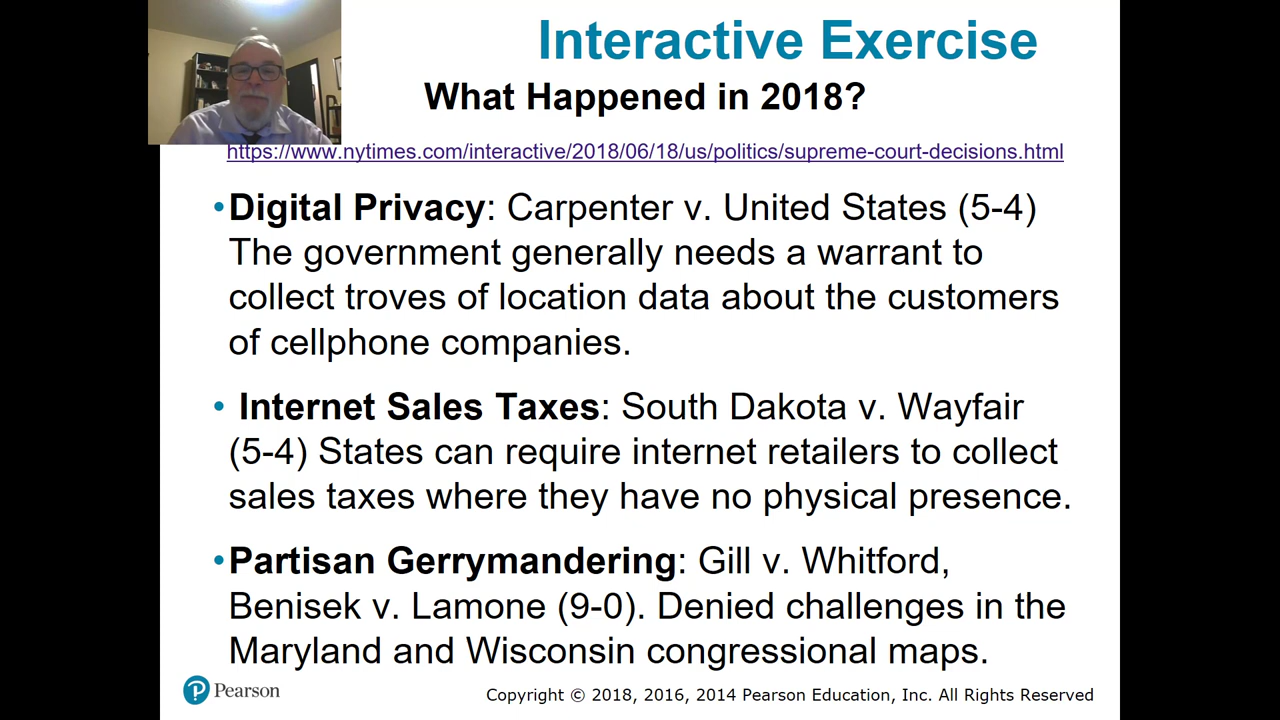 Interactive Exercise
What Happened in 2018?
https://www.nytimes.com/interactive/2018/06/18/us/politics/supreme-court-decisions.html
•Digital Privacy: Carpenter v. United States (5-4)
The government generally needs a warrant to
collect troves of location data about the customers
of cellphone companies.
• Internet Sales Taxes: South Dakota v. Wayfair
(5-4) States can require internet retailers to collect
sales taxes where they have no physical presence.
•Partisan Gerrymandering: Gill v. Whitford,
Benisek v. Lamone (9-0). Denied challenges in the
Maryland and Wisconsin congressional maps.
P Pearson
Copyright © 2018, 2016, 2014 Pearson Education, Inc. All Rights Reserved